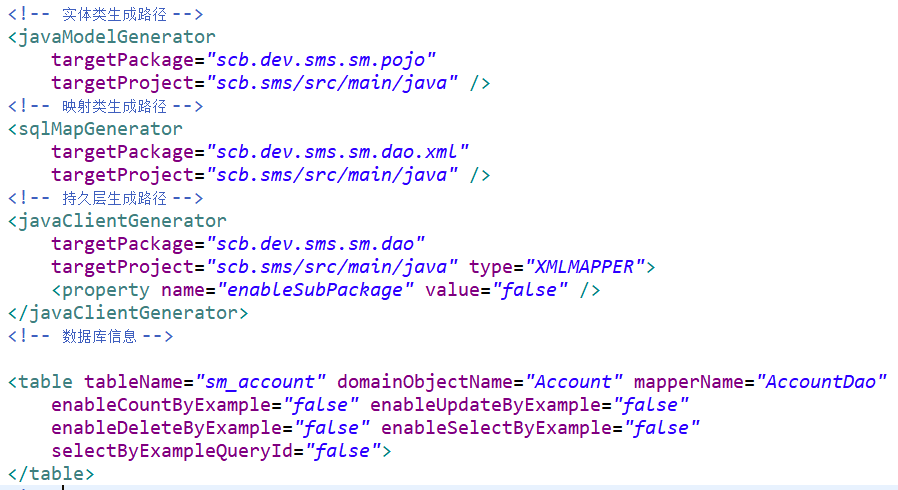 <!-- 实体类生成路径 -->
<javaModelGenerator
targetPackage="scb.dev.sms.sm.pojo"
targetProject="scb.sms/src/main/java" />
<!-- 映射类生成路径 -->
<sqlMapGenerator
targetPackage="scb.dev.sms.sm.dao.xml"
targetProject="scb.sms/src/main/java" />
<!-- 持久层生成路径 -->
<javaClientGenerator
targetPackage="scb.dev.sms.sm.dao"
targetProject="scb.sms/src/main/java" type="XMLMAPPER">
<property name="enableSubPackage" value="false" />
</javaClientGenerator>
<!-- 数据库信息 -->
<table tableName="sm_account" domainObjectName="Account" mapperName="AccountDao"
enableCountByExample="false" enableUpdateByExample="false"
enableDeleteByExample="false" enableSelectByExample="false"
selectByExampleQueryId="false">
</table>